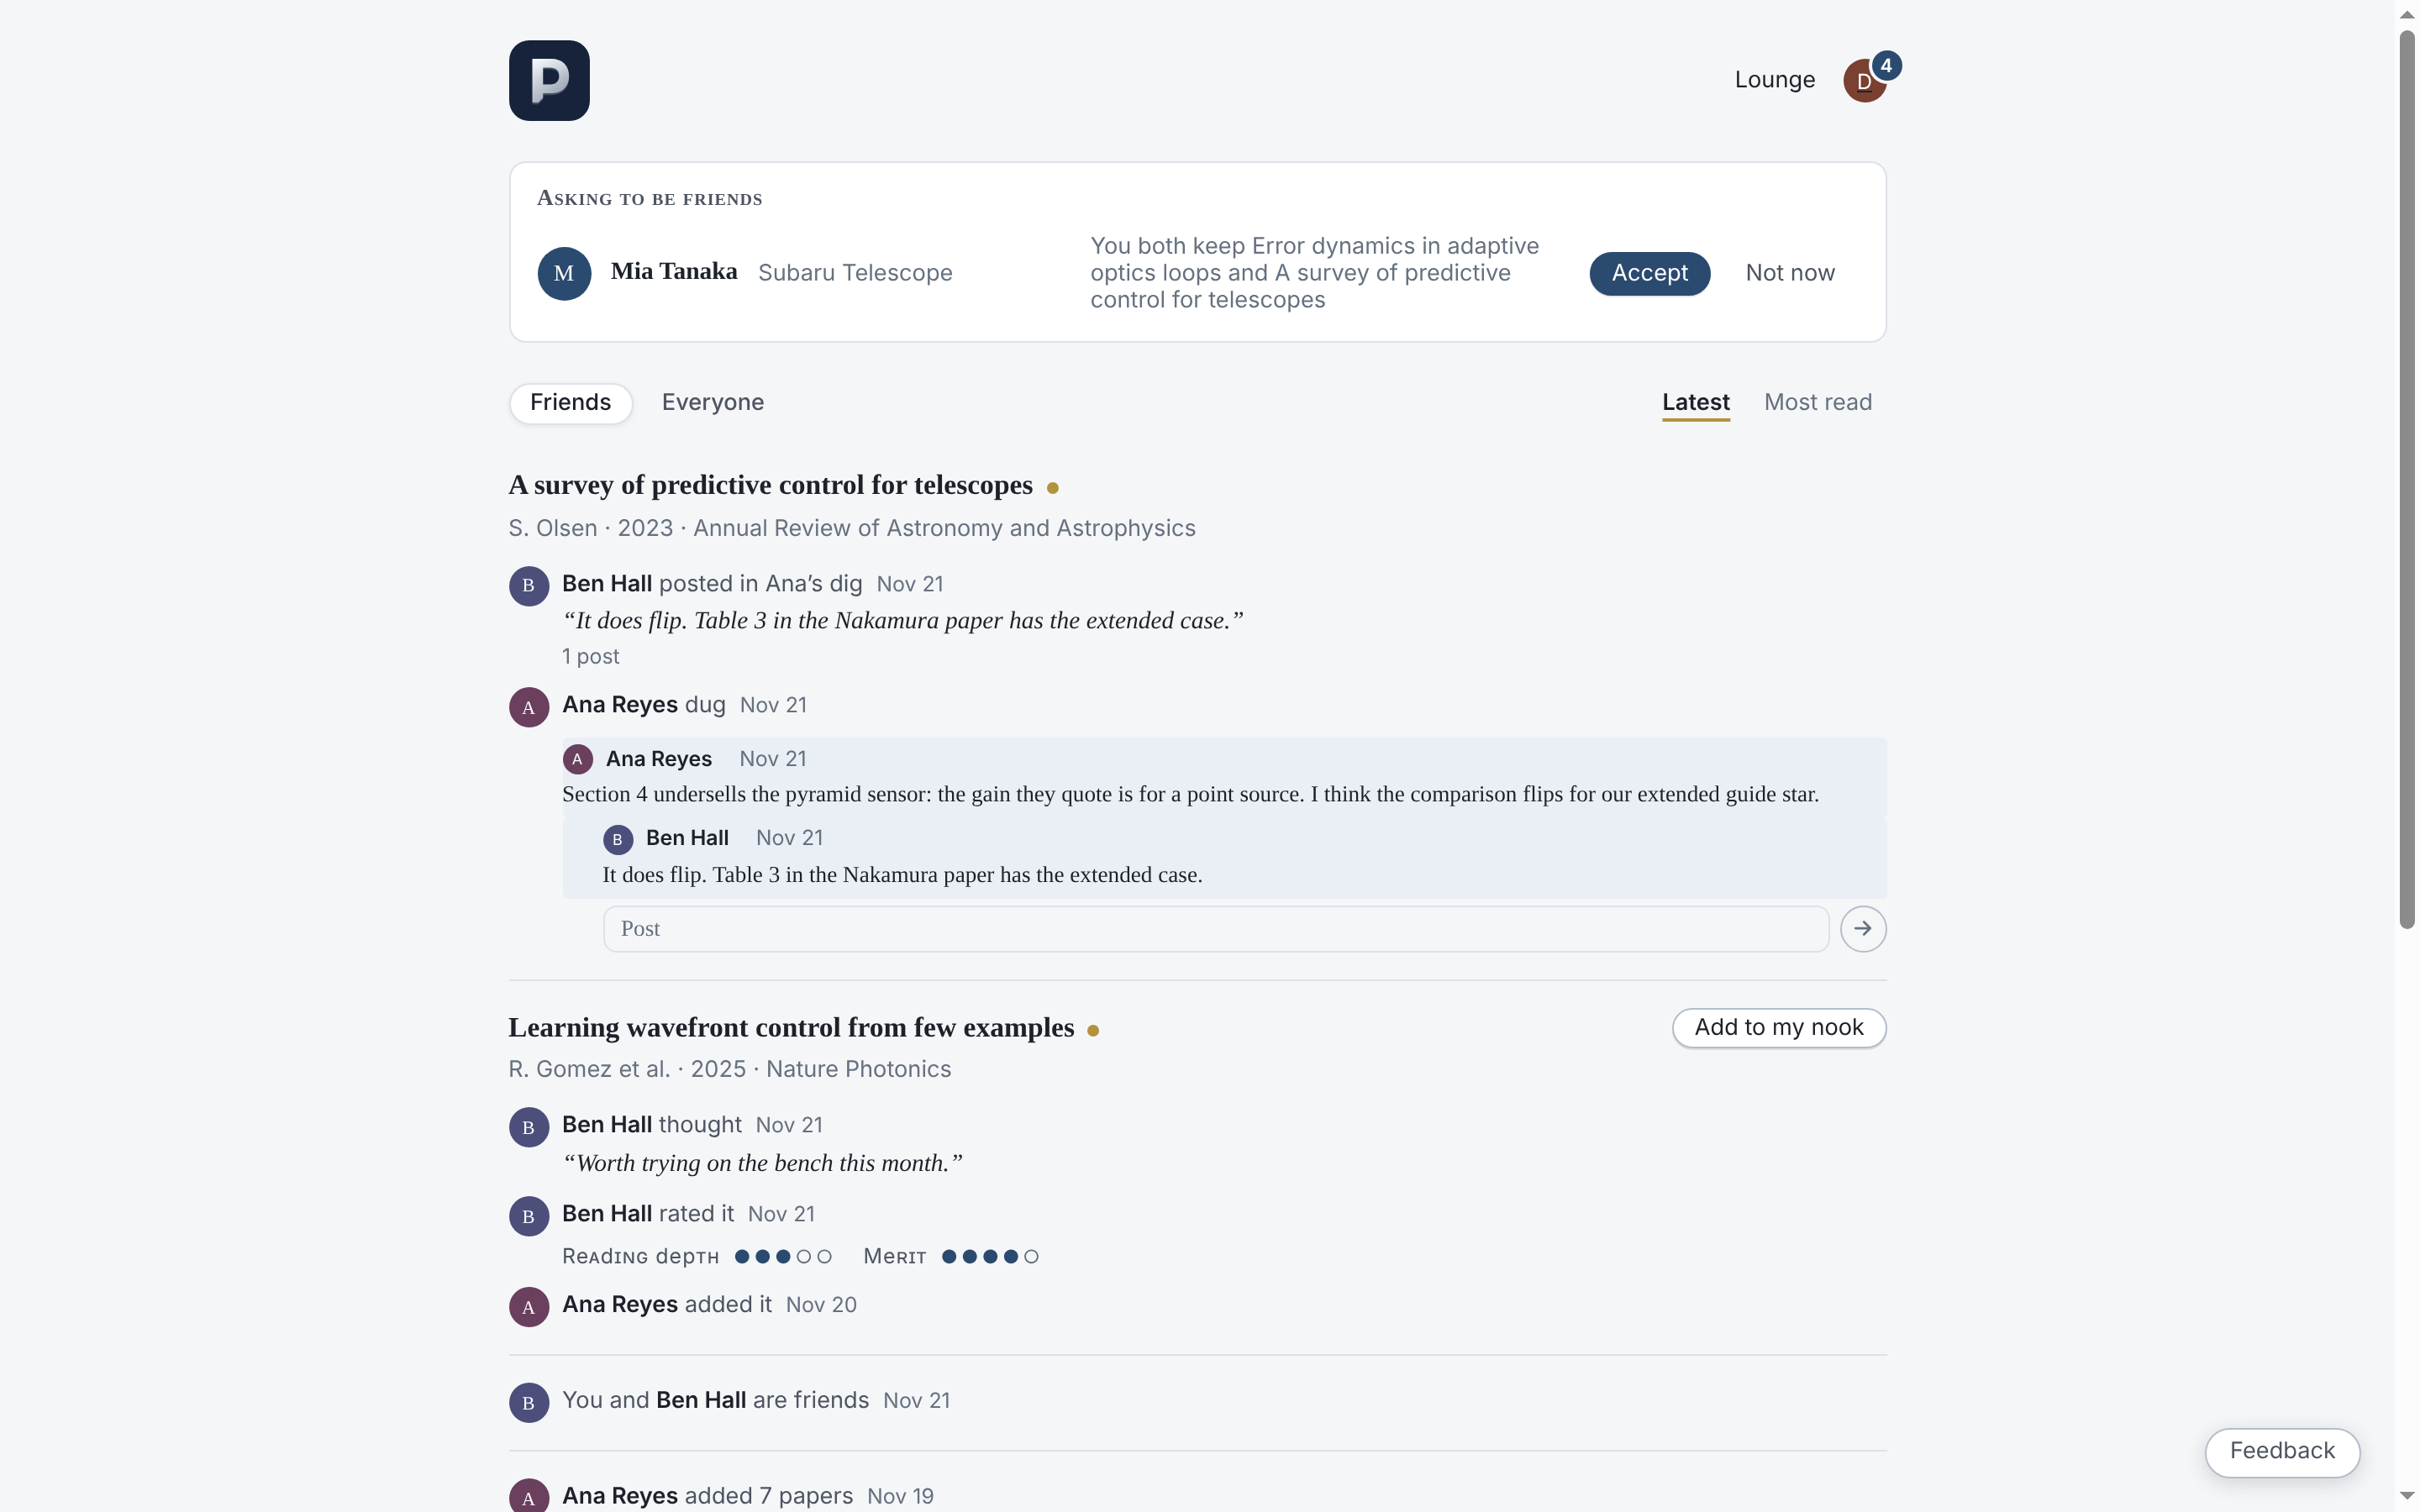 P
Lounge
D
4
Asking to be friends
M
Mia Tanaka
Subaru Telescope
You both keep Error dynamics in adaptive
optics loops and A survey of predictive
control for telescopes
Accept
Not now
Friends
Everyone
Latest
Most read
A survey of predictive control for telescopes
S. Olsen · 2023 · Annual Review of Astronomy and Astrophysics
B
Ben Hall posted in Ana’s dig Nov 21
“It does flip. Table 3 in the Nakamura paper has the extended case.”
1 post
A
Ana Reyes dug Nov 21
A
Ana Reyes Nov 21
Section 4 undersells the pyramid sensor: the gain they quote is for a point source. I think the comparison flips for our extended guide star.
B
Ben Hall Nov 21
It does flip. Table 3 in the Nakamura paper has the extended case.
Post
Learning wavefront control from few examples
Add to my nook
R. Gomez et al. · 2025 · Nature Photonics
B
Ben Hall thought Nov 21
“Worth trying on the bench this month.”
B
Ben Hall rated it Nov 21
Reading depth
Merit
A
Ana Reyes added it Nov 20
B
You and Ben Hall are friends Nov 21
A
Ana Reyes added 7 papers Nov 19
Feedback